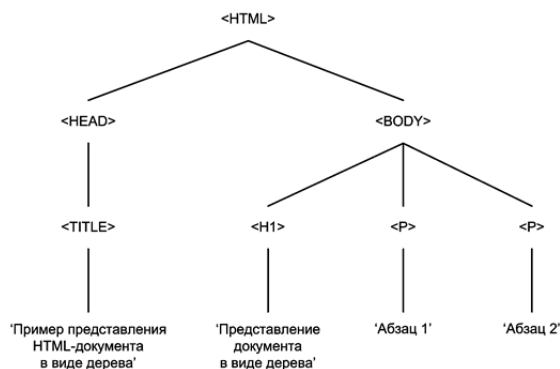 <HTML>
<HEAD>
<BODY>
<TITLE>
<H1>
<P>
<P>
‘Пример представления
HTML-документа
в виде дерева’
‘Представление
документа
в виде дерева’
‘Абзац 1’
‘Абзац 2’